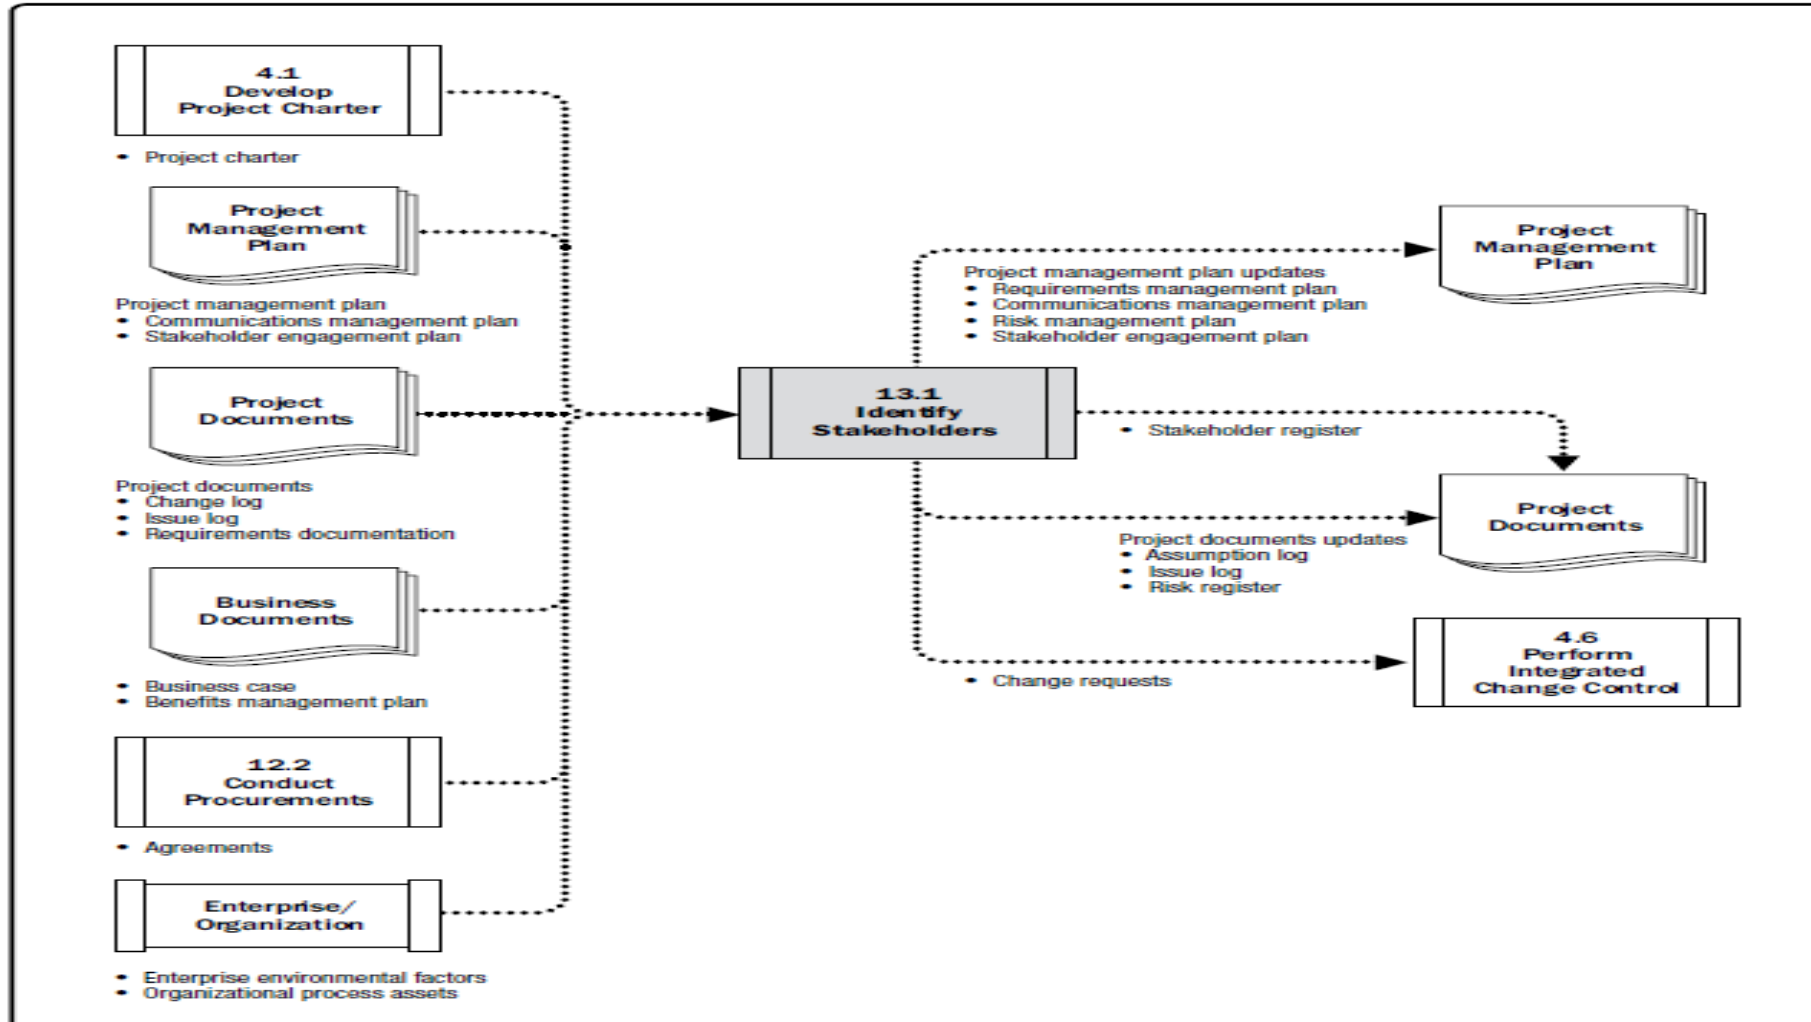 4.1
Develop
Project Charter
• Project charter
Project
Management
Plan
Project management plan
• Communications management plan
• Stakeholder engagement plan
Project
Documents
Project documents
• Change log
• Issue log
• Requirements documentation
Business
Documents
• Business case
• Benefits management plan
12.2
Conduct
Procurements
• Agreements
Enterprise/
Organization
• Enterprise environmental factors
• Organizational process assets
13.1
Identify
Stakeholders
Project management plan updates
• Requirements management plan
• Communications management plan
• Risk management plan
• Stakeholder engagement plan
Project
Management
Plan
• Stakeholder register
Project
Documents
Project documents updates
• Assumption log
• Issue log
• Risk register
• Change requests
4.6
Perform
Integrated
Change Control